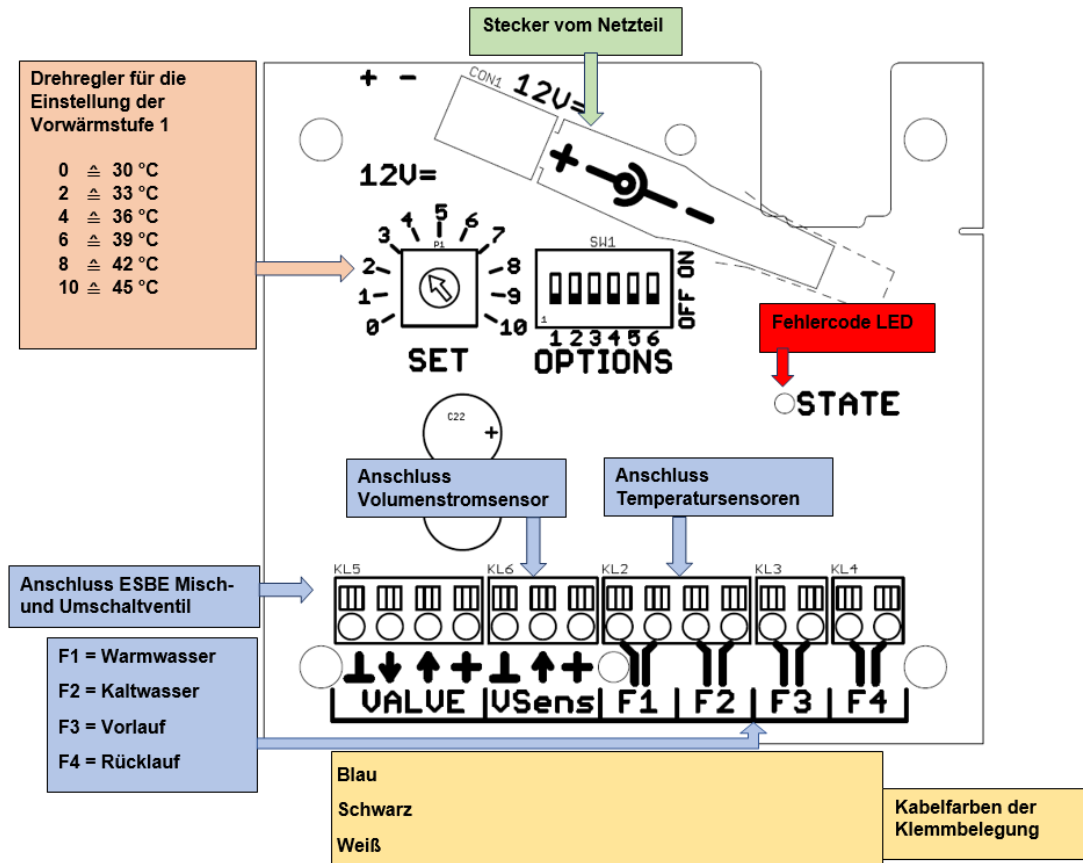 Stecker vom Netzteil
Drehregler für die
Einstellung der
Vorwärmstufe 1
0 ≙ 30 °C
2 ≙ 33 °C
4 ≙ 36 °C
6 ≙ 39 °C
8 ≙ 42 °C
10 ≙ 45 °C
+ -
CON1
12V=
+ -
12V=
0 1 2 3 4 5 6 7 8 9 10
P1
SET
SW1
1
1 2 3 4 5 6
OFF ON
OPTIONS
Fehlercode LED
STATE
C22
+
Anschluss
Volumenstromsensor
Anschluss
Temperatursensoren
Anschluss ESBE Misch-
und Umschaltventil
KL5 KL6 KL2 KL3 KL4
⊥ ↓ ↑ + ⊥ ↑ +
VALVE VSens F1 F2 F3 F4
F1 = Warmwasser
F2 = Kaltwasser
F3 = Vorlauf
F4 = Rücklauf
Blau
Schwarz
Weiß
Kabelfarben der
Klemmbelegung